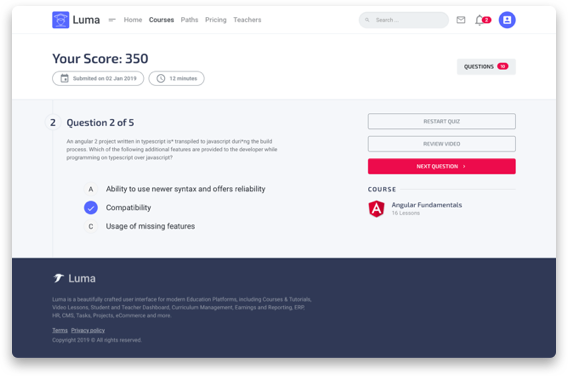 Luma Home Courses Paths Pricing Teachers Search ... 2
Your Score: 350
Submited on 02 Jan 2019 12 minutes
QUESTIONS 10
2 Question 2 of 5
An angular 2 project written in typescript is* transpiled to javascript duri*ng the build
process. Which of the following additional features are provided to the developer while
programming on typescript over javascript?
A Ability to use newer syntax and offers reliability
Compatibility
C Usage of missing features
RESTART QUIZ
REVIEW VIDEO
NEXT QUESTION
COURSE
Angular Fundamentals
16 Lessons
Luma
Luma is a beautifully crafted user interface for modern Education Platforms, including Courses & Tutorials,
Video Lessons, Student and Teacher Dashboard, Curriculum Management, Earnings and Reporting, ERP,
HR, CMS, Tasks, Projects, eCommerce and more.
Terms Privacy policy
Copyright 2019 © All rights reserved.